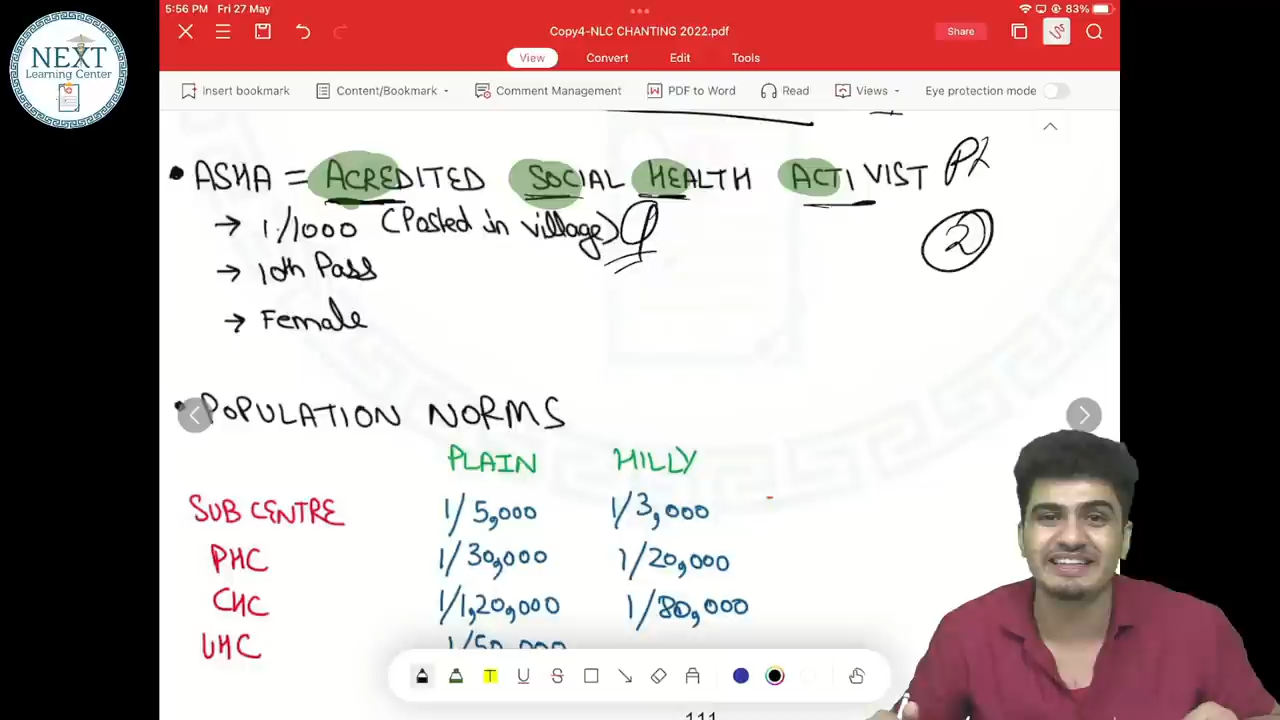 5:56 PM Fri 27 May
83%
NEXT
Learning Center
Copy4-NLC CHANTING 2022.pdf
Share
View Convert Edit Tools
Insert bookmark Content/Bookmark Comment Management PDF to Word Read Views Eye protection mode
• ASHA = ACREDITED SOCIAL HEALTH ACTIVIST
→ 1/1000 (Posted in village)
2
→ 10th Pass
→ Female
• POPULATION NORMS
PLAIN HILLY
SUB CENTRE 1/5,000 1/3,000
PHC 1/30,000 1/20,000
CHC 1/1,20,000 1/80,000
UHC 1/50,000
T U S A
111